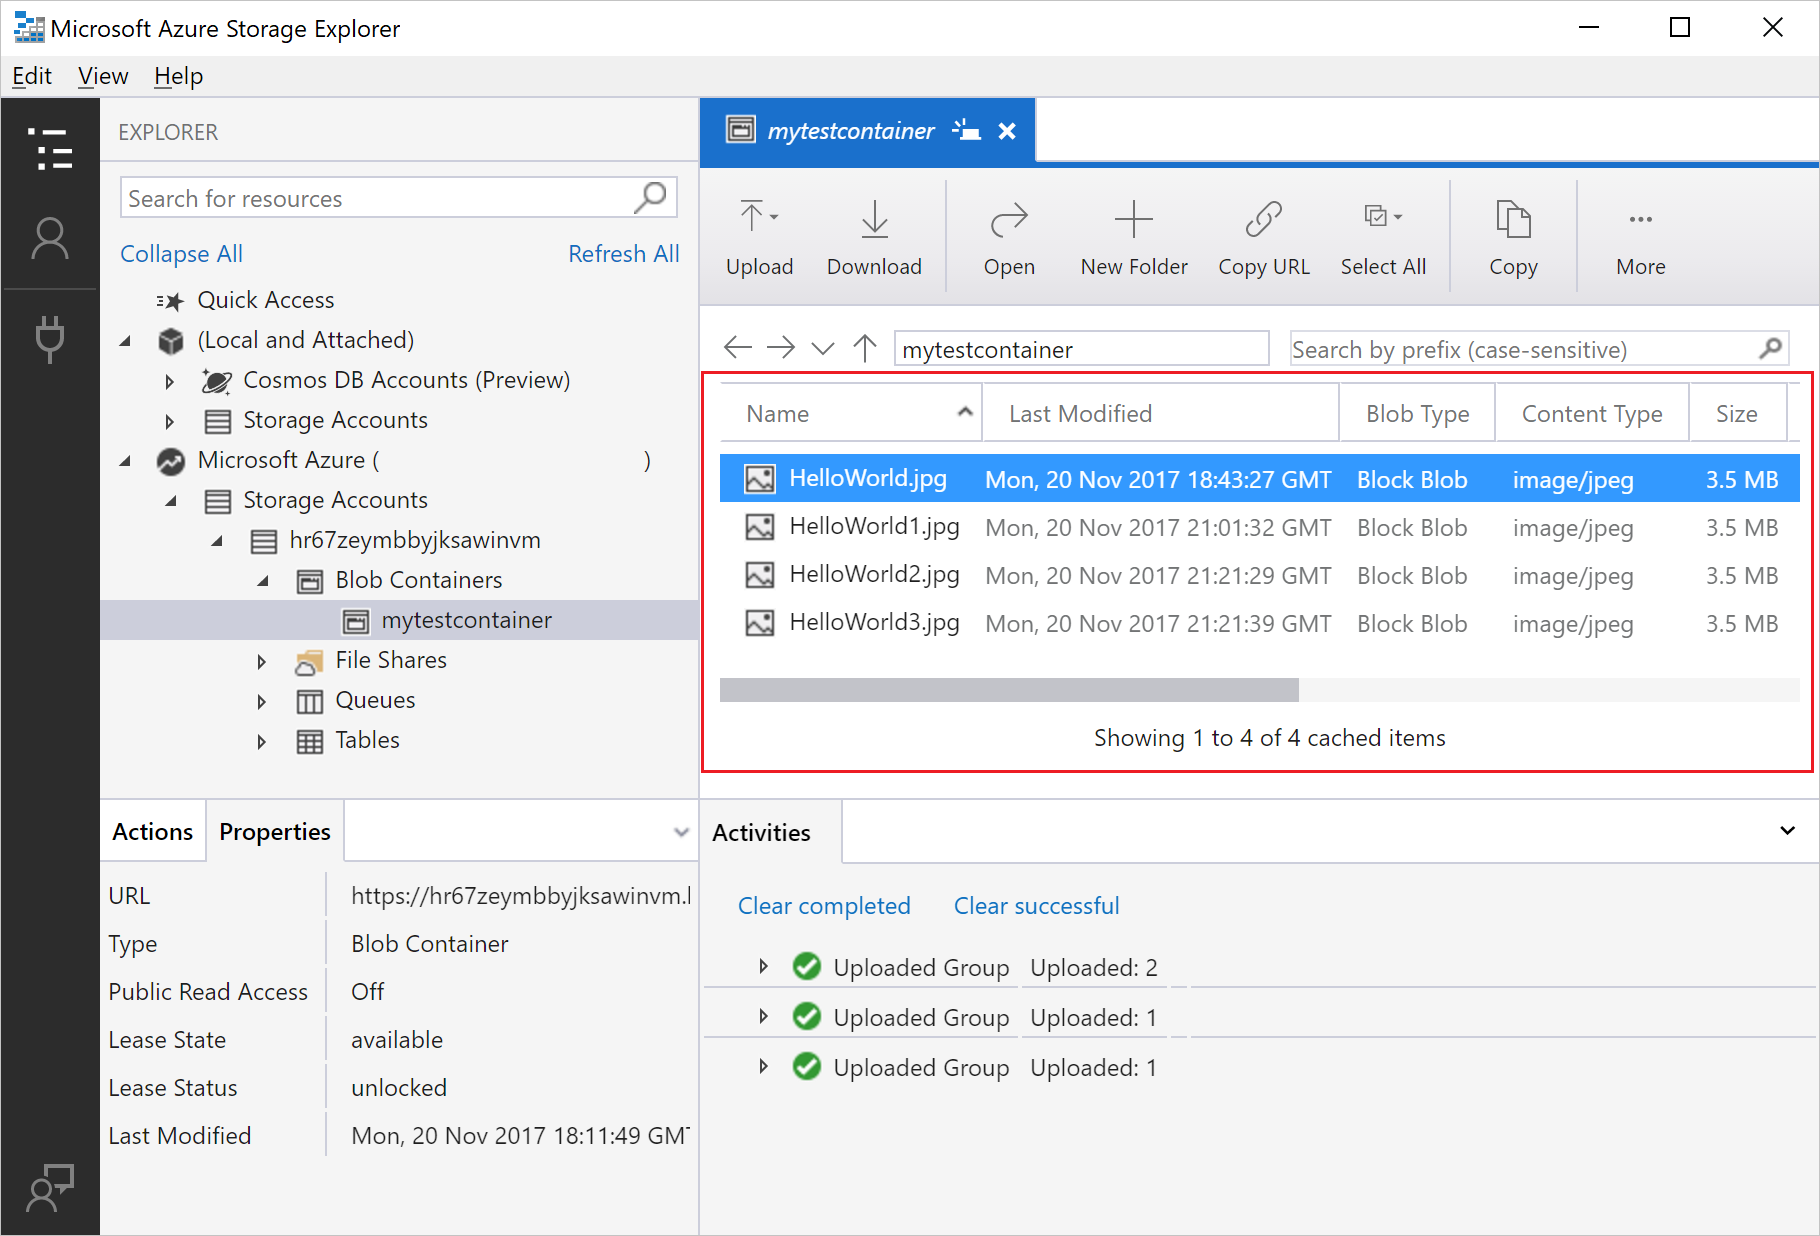 Microsoft Azure Storage Explorer
Edit View Help
EXPLORER
Search for resources
Collapse All Refresh All
Quick Access
(Local and Attached)
Cosmos DB Accounts (Preview)
Storage Accounts
Microsoft Azure ( )
Storage Accounts
hr67zeymbbyjksawinvm
Blob Containers
mytestcontainer
File Shares
Queues
Tables
Actions Properties
URL https://hr67zeymbbyjksawinvm.
Type Blob Container
Public Read Access Off
Lease State available
Lease Status unlocked
Last Modified Mon, 20 Nov 2017 18:11:49 GM
mytestcontainer
Upload Download Open New Folder Copy URL Select All Copy More
mytestcontainer Search by prefix (case-sensitive)
Name Last Modified Blob Type Content Type Size
HelloWorld.jpg Mon, 20 Nov 2017 18:43:27 GMT Block Blob image/jpeg 3.5 MB
HelloWorld1.jpg Mon, 20 Nov 2017 21:01:32 GMT Block Blob image/jpeg 3.5 MB
HelloWorld2.jpg Mon, 20 Nov 2017 21:21:29 GMT Block Blob image/jpeg 3.5 MB
HelloWorld3.jpg Mon, 20 Nov 2017 21:21:39 GMT Block Blob image/jpeg 3.5 MB
Showing 1 to 4 of 4 cached items
Activities
Clear completed Clear successful
Uploaded Group Uploaded: 2
Uploaded Group Uploaded: 1
Uploaded Group Uploaded: 1